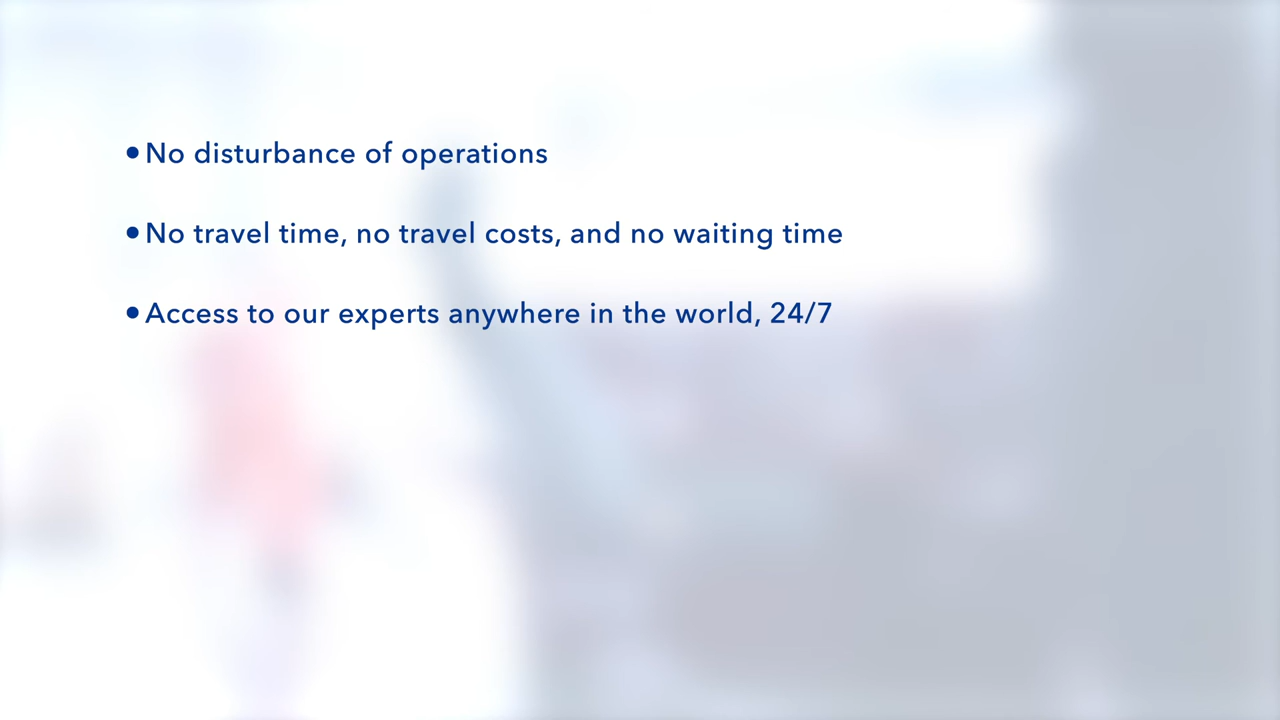 • No disturbance of operations
• No travel time, no travel costs, and no waiting time
• Access to our experts anywhere in the world, 24/7